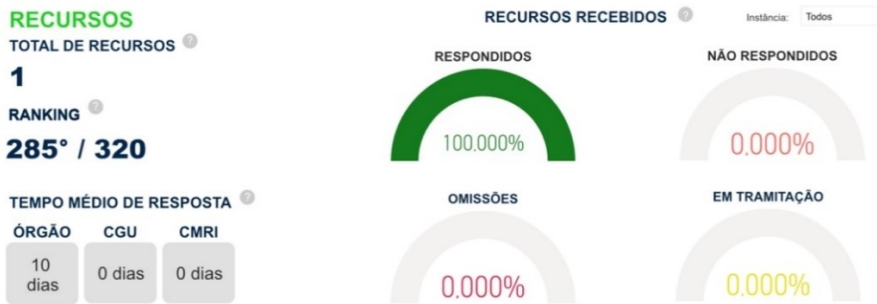 RECURSOS
TOTAL DE RECURSOS ?
1
RANKING ?
285° / 320
TEMPO MÉDIO DE RESPOSTA ?
ÓRGÃO CGU CMRI
10 dias
0 dias
0 dias
RECURSOS RECEBIDOS ?
Instância: Todos
RESPONDIDOS
100.000%
NÃO RESPONDIDOS
0,000%
OMISSÕES
0.000%
EM TRAMITAÇÃO
0.000%